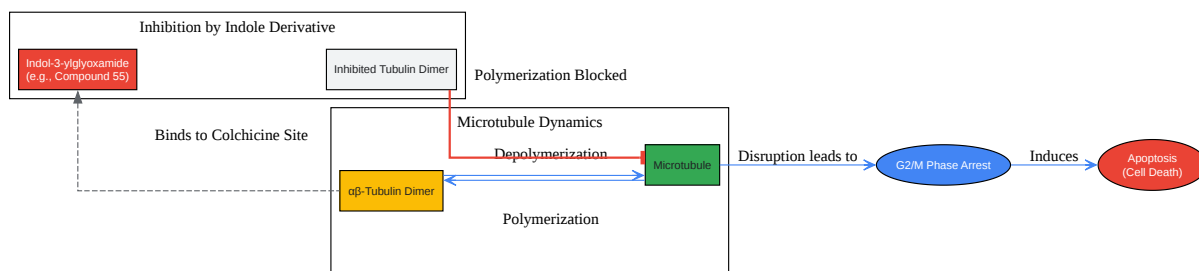 Inhibition by Indole Derivative
Indol-3-ylglyoxamide
(e.g., Compound 55)
Inhibited Tubulin Dimer
Polymerization Blocked
Microtubule Dynamics
Binds to Colchicine Site
Depolymerization
Microtubule
Disruption leads to
G2/M Phase Arrest
Induces
Apoptosis
(Cell Death)
αβ-Tubulin Dimer
Polymerization